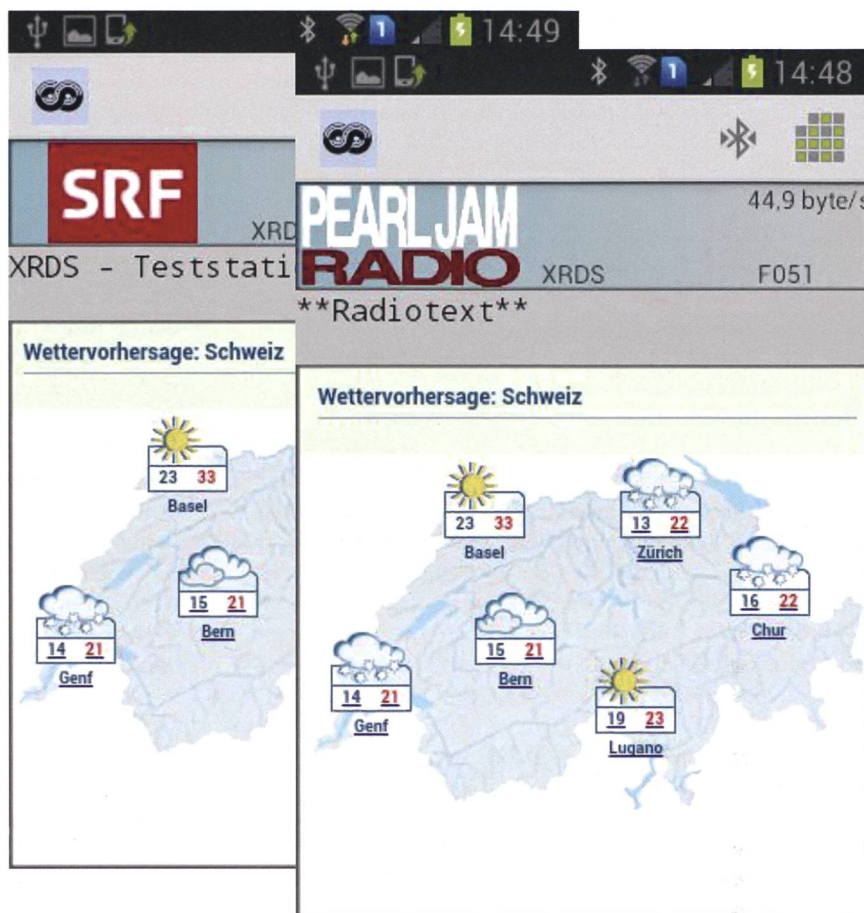 1 14:49
SRF
XRD
XRDS - Teststati
Wettervorhersage: Schweiz
23 33
Basel
15 21
Bern
14 21
Genf
1 14:48
PEARL JAM
RADIO
XRDS
44,9 byte/s
F051
**Radiotext**
Wettervorhersage: Schweiz
23 33
Basel
13 22
Zürich
16 22
Chur
15 21
Bern
14 21
Genf
19 23
Lugano